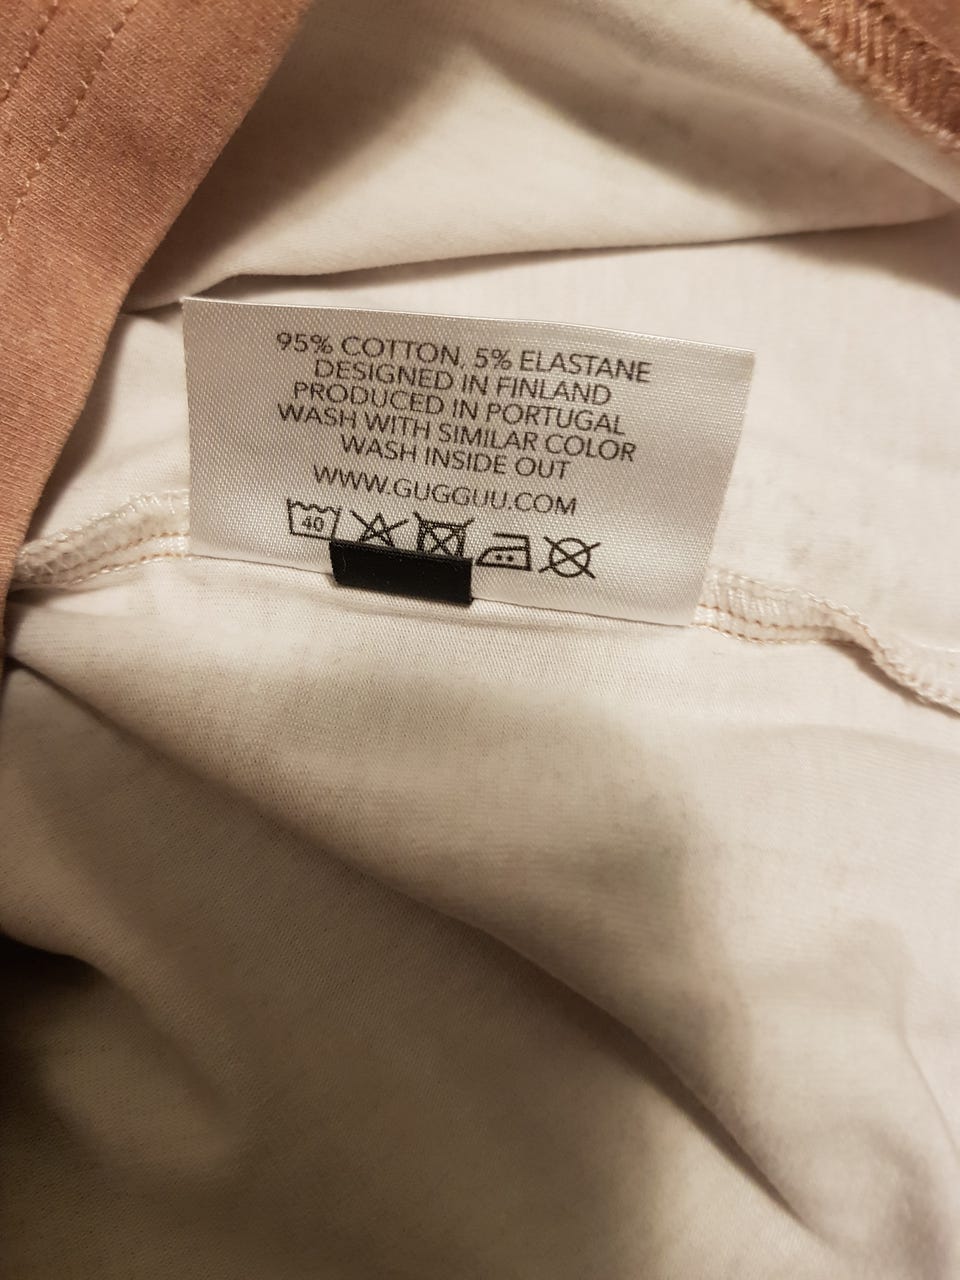 95% COTTON, 5% ELASTANE
DESIGNED IN FINLAND
PRODUCED IN PORTUGAL
WASH WITH SIMILAR COLOR
WASH INSIDE OUT
WWW.GUGGUU.COM
40